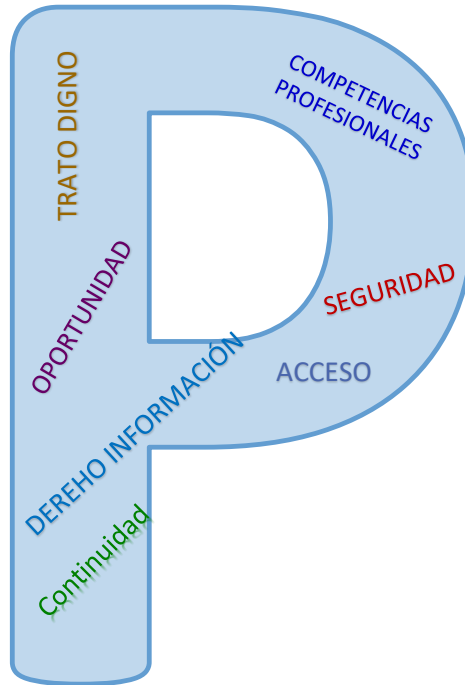 TRATO DIGNO
COMPETENCIAS
PROFESIONALES
OPORTUNIDAD
SEGURIDAD
DEREHO INFORMACIÓN
ACCESO
Continuidad